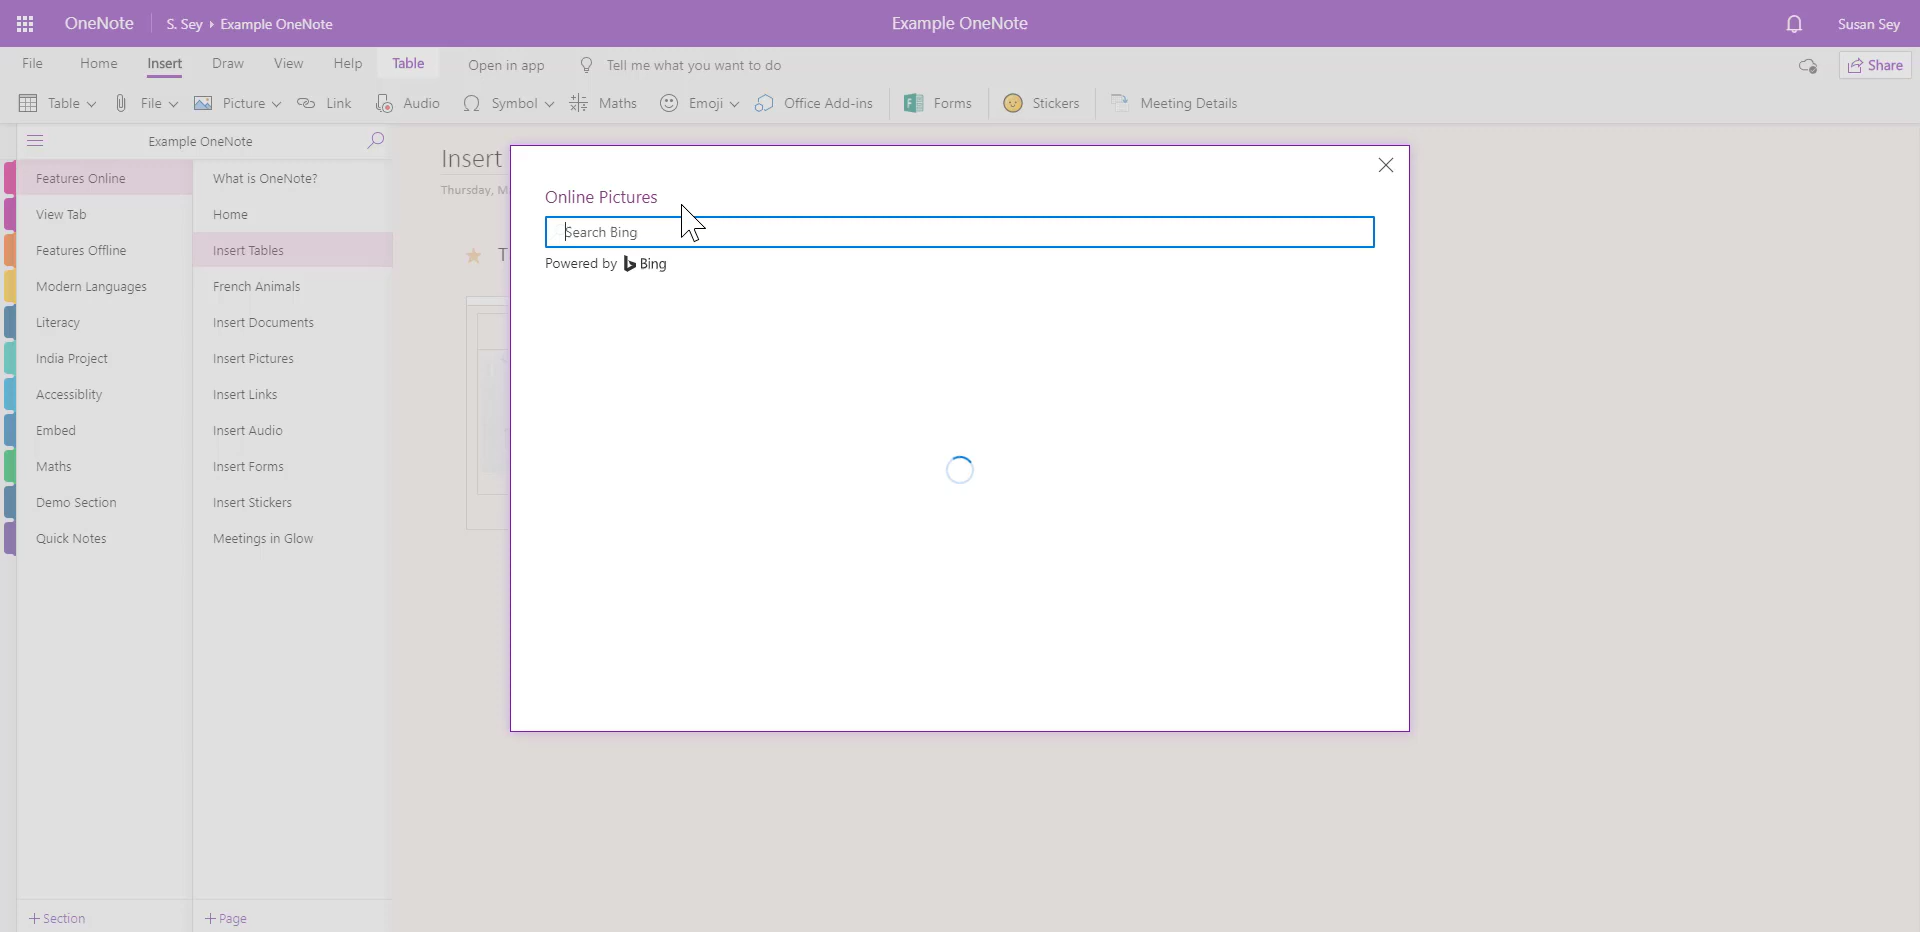 OneNote S. Sey ▸ Example OneNote Example OneNote Susan Sey
File Home Insert Draw View Help Table Open in app Tell me what you want to do Share
Table File Picture Link Audio Symbol Maths Emoji Office Add-ins Forms Stickers Meeting Details
Example OneNote
Features Online
View Tab
Features Offline
Modern Languages
Literacy
India Project
Accessiblity
Embed
Maths
Demo Section
Quick Notes
+ Section
What is OneNote?
Home
Insert Tables
French Animals
Insert Documents
Insert Pictures
Insert Links
Insert Audio
Insert Forms
Insert Stickers
Meetings in Glow
+ Page
Insert
Thursday, M
T
Online Pictures
Search Bing
Powered by Bing